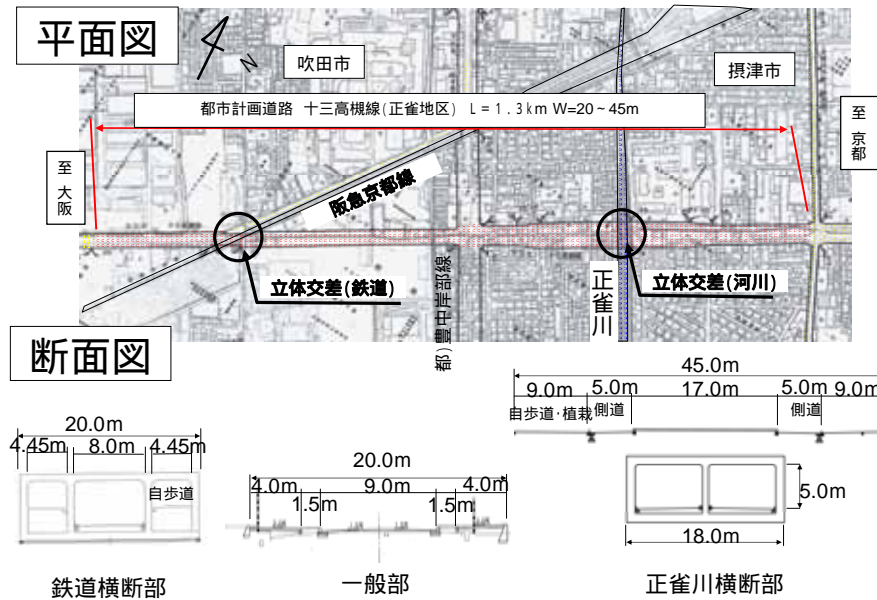 平面図
N
吹田市
摂津市
都市計画道路 十三高槻線(正雀地区) L=1.3km W=20~45m
至 大阪
至 京都
阪急京都線
立体交差(鉄道)
都)豊中岸部線
正雀川
立体交差(河川)
断面図
45.0m
9.0m 5.0m 17.0m 5.0m 9.0m
自歩道・植栽 側道 側道
20.0m
4.45m 8.0m 4.45m
自歩道
20.0m
4.0m 9.0m 4.0m
1.5m 1.5m
5.0m
18.0m
鉄道横断部
一般部
正雀川横断部